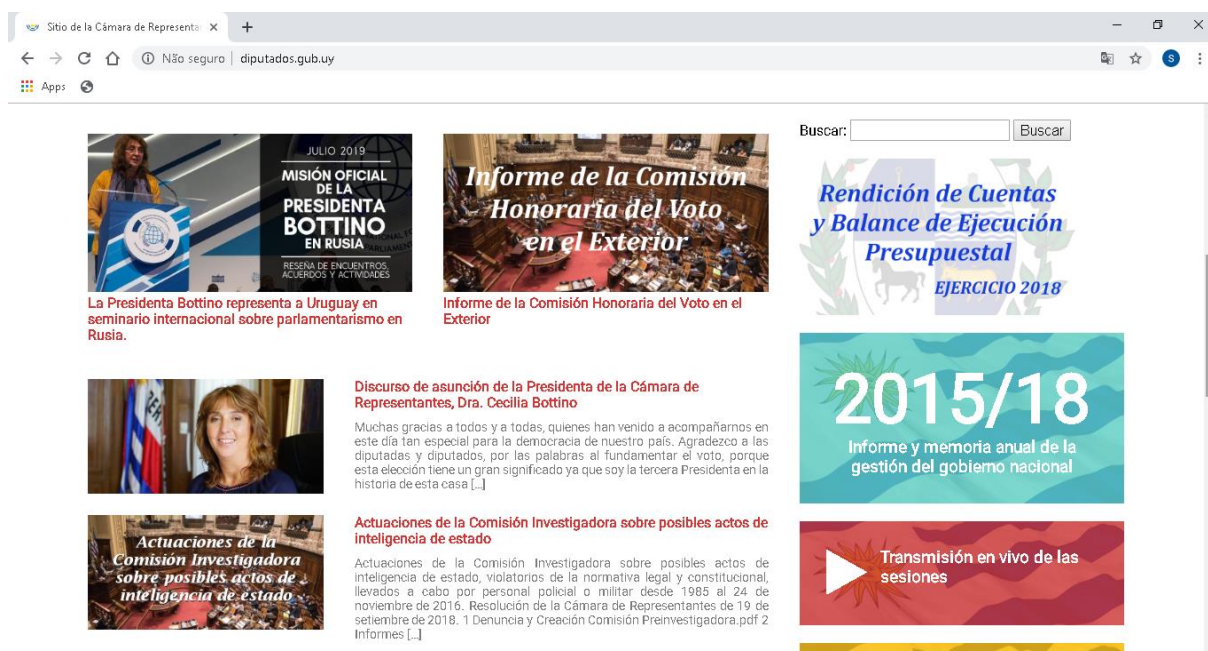 Sitio de la Cámara de Representa
Não seguro | diputados.gub.uy
S
Apps
JULIO 2019
MISIÓN OFICIAL
DE LA
PRESIDENTA
BOTTINO
EN RUSIA
RESEÑA DE ENCUENTROS,
ACUERDOS Y ACTIVIDADES
La Presidenta Bottino representa a Uruguay en
seminario internacional sobre parlamentarismo en
Rusia.
Informe de la Comisión
Honoraria del Voto
en el Exterior
Informe de la Comisión Honoraria del Voto en el
Exterior
Discurso de asunción de la Presidenta de la Cámara de
Representantes, Dra. Cecilia Bottino
Muchas gracias a todos y a todas, quienes han venido a acompañarnos en
este día tan especial para la democracia de nuestro país. Agradezco a las
diputadas y diputados, por las palabras al fundamentar el voto, porque
esta elección tiene un gran significado ya que soy la tercera Presidenta en la
historia de esta casa [...]
Actuaciones de la
Comisión Investigadora
sobre posibles actos de
inteligencia de estado
Actuaciones de la Comisión Investigadora sobre posibles actos de
inteligencia de estado
Actuaciones de la Comisión Investigadora sobre posibles actos de
inteligencia de estado, violatorios de la normativa legal y constitucional,
llevados a cabo por personal policial o militar desde 1985 al 24 de
noviembre de 2016. Resolución de la Cámara de Representantes de 19 de
setiembre de 2018. 1 Denuncia y Creación Comisión Preinvestigadora.pdf 2
Informes [...]
Buscar:
Buscar
Rendición de Cuentas
y Balance de Ejecución
Presupuestal
EJERCICIO 2018
2015/18
Informe y memoria anual de la
gestión del gobierno nacional
Transmisión en vivo de las
sesiones